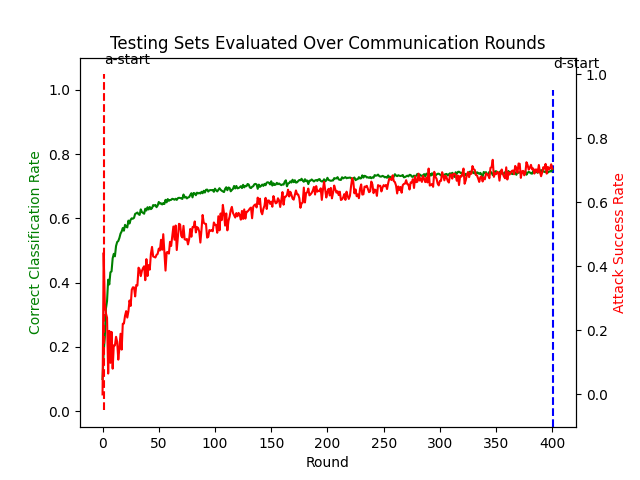 Testing Sets Evaluated Over Communication Rounds
a-start
d-start
1.0
0.8
0.6
0.4
0.2
0.0
Correct Classification Rate
1.0
0.8
0.6
0.4
0.2
0.0
Attack Success Rate
0 50 100 150 200 250 300 350 400
Round